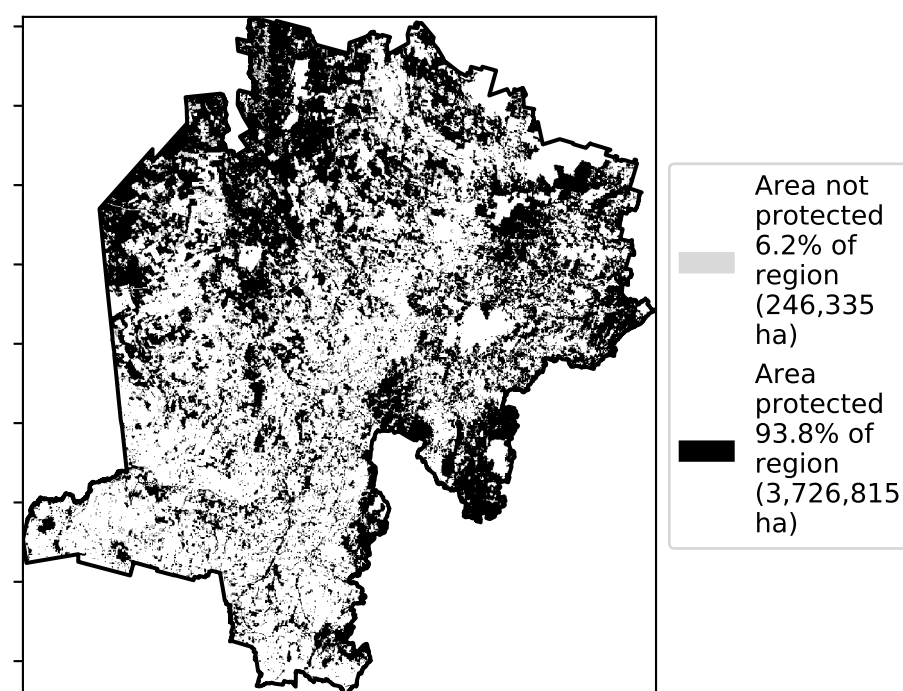 Area not
protected
6.2% of
region
(246,335
ha)
Area
protected
93.8% of
region
(3,726,815
ha)